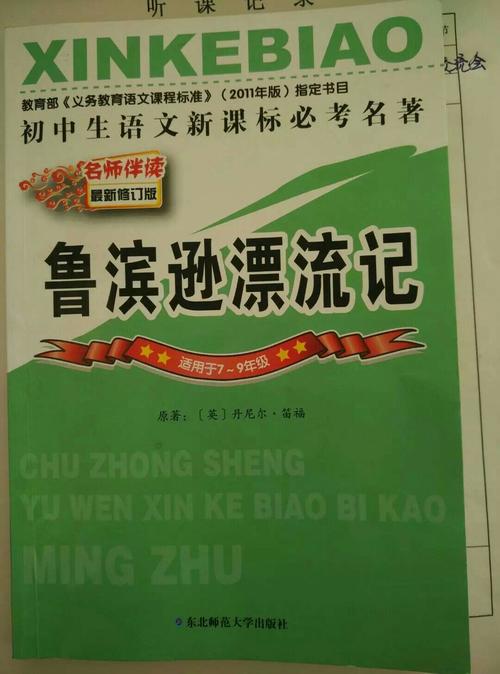 听课记录
XINKEBIAO
教育部《义务教育语文课程标准》（2011年版）指定书目
初中生语文新课标必考名著
名师伴读
最新修订版
鲁滨逊漂流记
适用于7～9年级
原著：〔英〕丹尼尔·笛福
CHU ZHONG SHENG
YU WEN XIN KE BIAO BI KAO
MING ZHU
东北师范大学出版社